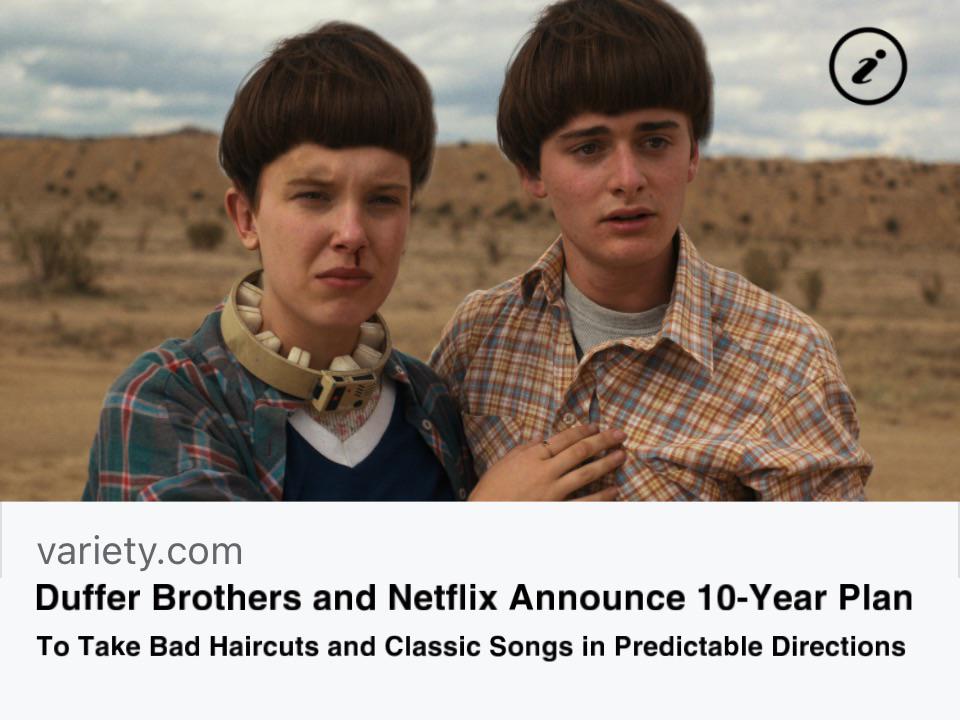 i
variety.com
Duffer Brothers and Netflix Announce 10-Year Plan
To Take Bad Haircuts and Classic Songs in Predictable Directions